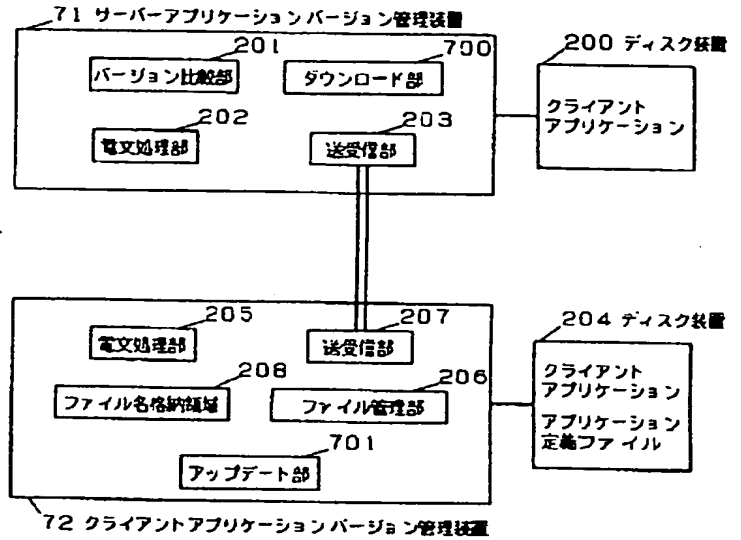 71 サーバーアプリケーションバージョン管理装置
201
700
200 ディスク装置
バージョン比較部
ダウンロード部
クライアント
アプリケーション
202
203
電文処理部
送受信部
205
207
204 ディスク装置
電文処理部
送受信部
クライアント
アプリケーション
208
206
ファイル名格納領域
ファイル管理部
アプリケーション
定義ファイル
701
アップデート部
72 クライアントアプリケーションバージョン管理装置